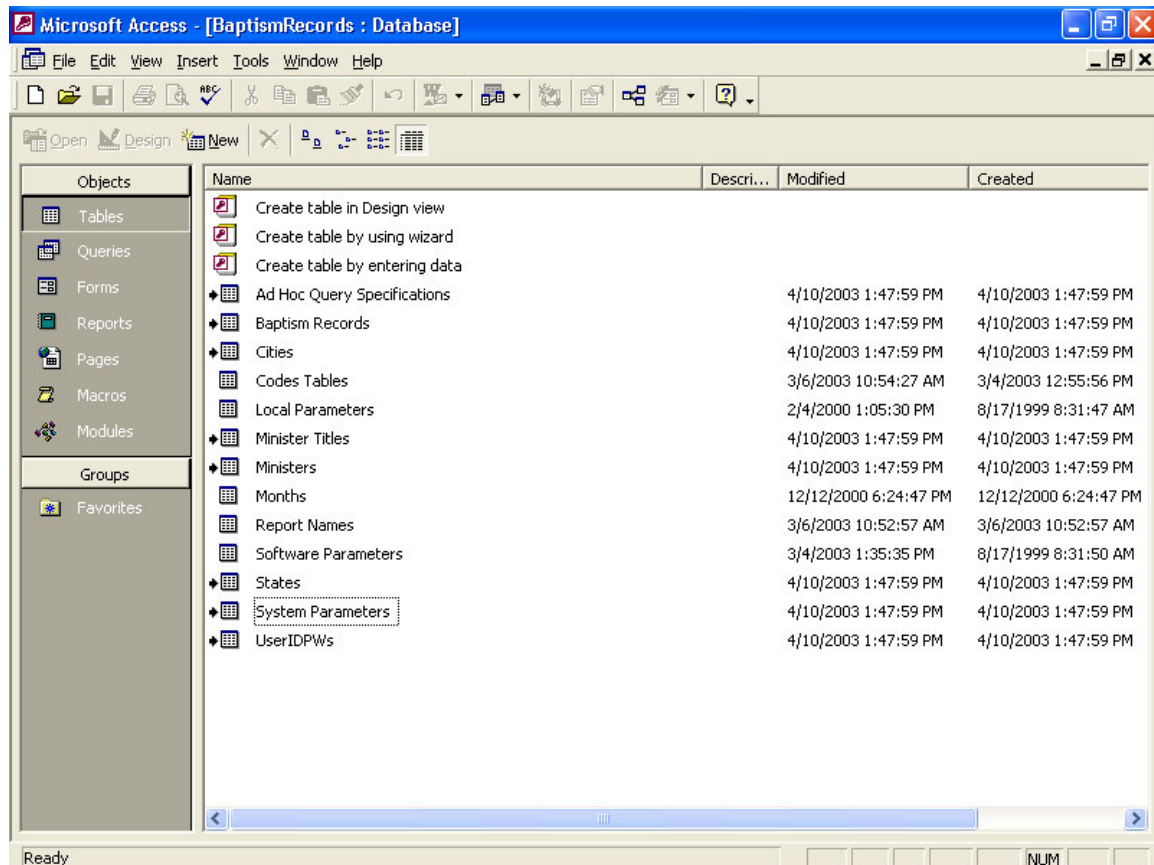 Microsoft Access - [BaptismRecords : Database]
File Edit View Insert Tools Window Help
ABC
Open Design New
Objects Name Descri... Modified Created
Tables
Queries
Forms
Reports
Pages
Macros
Modules
Groups
Favorites
Create table in Design view
Create table by using wizard
Create table by entering data
Ad Hoc Query Specifications 4/10/2003 1:47:59 PM 4/10/2003 1:47:59 PM
Baptism Records 4/10/2003 1:47:59 PM 4/10/2003 1:47:59 PM
Cities 4/10/2003 1:47:59 PM 4/10/2003 1:47:59 PM
Codes Tables 3/6/2003 10:54:27 AM 3/4/2003 12:55:56 PM
Local Parameters 2/4/2000 1:05:30 PM 8/17/1999 8:31:47 AM
Minister Titles 4/10/2003 1:47:59 PM 4/10/2003 1:47:59 PM
Ministers 4/10/2003 1:47:59 PM 4/10/2003 1:47:59 PM
Months 12/12/2000 6:24:47 PM 12/12/2000 6:24:47 PM
Report Names 3/6/2003 10:52:57 AM 3/6/2003 10:52:57 AM
Software Parameters 3/4/2003 1:35:35 PM 8/17/1999 8:31:50 AM
States 4/10/2003 1:47:59 PM 4/10/2003 1:47:59 PM
System Parameters 4/10/2003 1:47:59 PM 4/10/2003 1:47:59 PM
UserIDPWs 4/10/2003 1:47:59 PM 4/10/2003 1:47:59 PM
Ready NUM